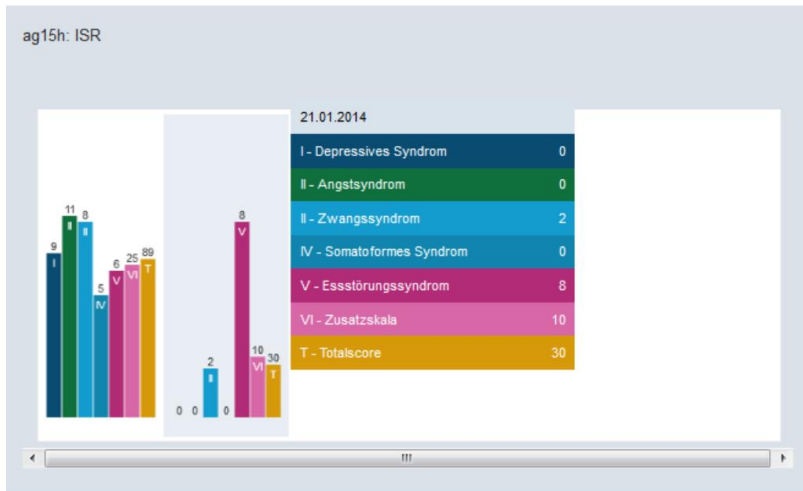 ag15h: ISR
21.01.2014
I - Depressives Syndrom 0
II - Angstsyndrom 0
II - Zwangssyndrom 2
IV - Somatoformes Syndrom 0
V - Essstörungssyndrom 8
VI - Zusatzskala 10
T - Totalscore 30
9 11 8 5 6 25 89
I II II IV V VI T
0 0 2 0 8 10 30
II V VI T